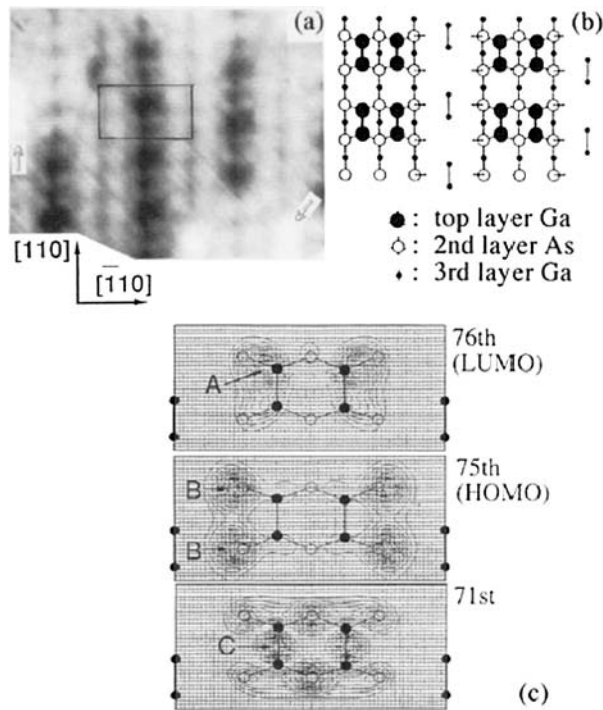 (a)
(b)
[110]
[1̅10]
● : top layer Ga
○ : 2nd layer As
♦ : 3rd layer Ga
76th
(LUMO)
A
75th
(HOMO)
B
B
71st
C
(c)